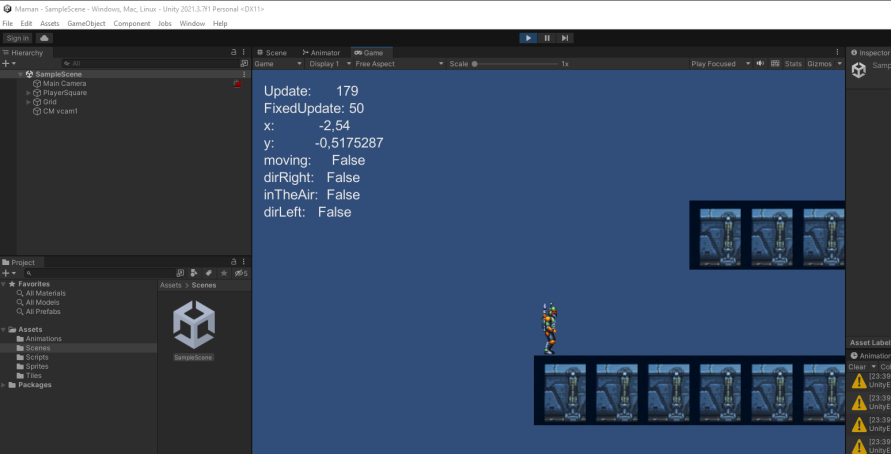 Maman - SampleScene - Windows, Mac, Linux - Unity 2021.3.7f1 Personal <DX11>
File Edit Assets GameObject Component Jobs Window Help
Sign in
Hierarchy
All
SampleScene
Main Camera
PlayerSquare
Grid
CM vcam1
Scene Animator Game
Game Display 1 Free Aspect Scale 1x Play Focused Stats Gizmos
Update: 179
FixedUpdate: 50
x: -2,54
y: -0,5175287
moving: False
dirRight: False
inTheAir: False
dirLeft: False
Project
5
Favorites
All Materials
All Models
All Prefabs
Assets
Animations
Scenes
Scripts
Sprites
Tiles
Packages
Assets > Scenes
SampleScene
Inspector
Samp
Asset Label
Animation
Clear Col
[23:39
UnityE
[23:39
UnityE
[23:39
UnityE
[23:39
UnityE